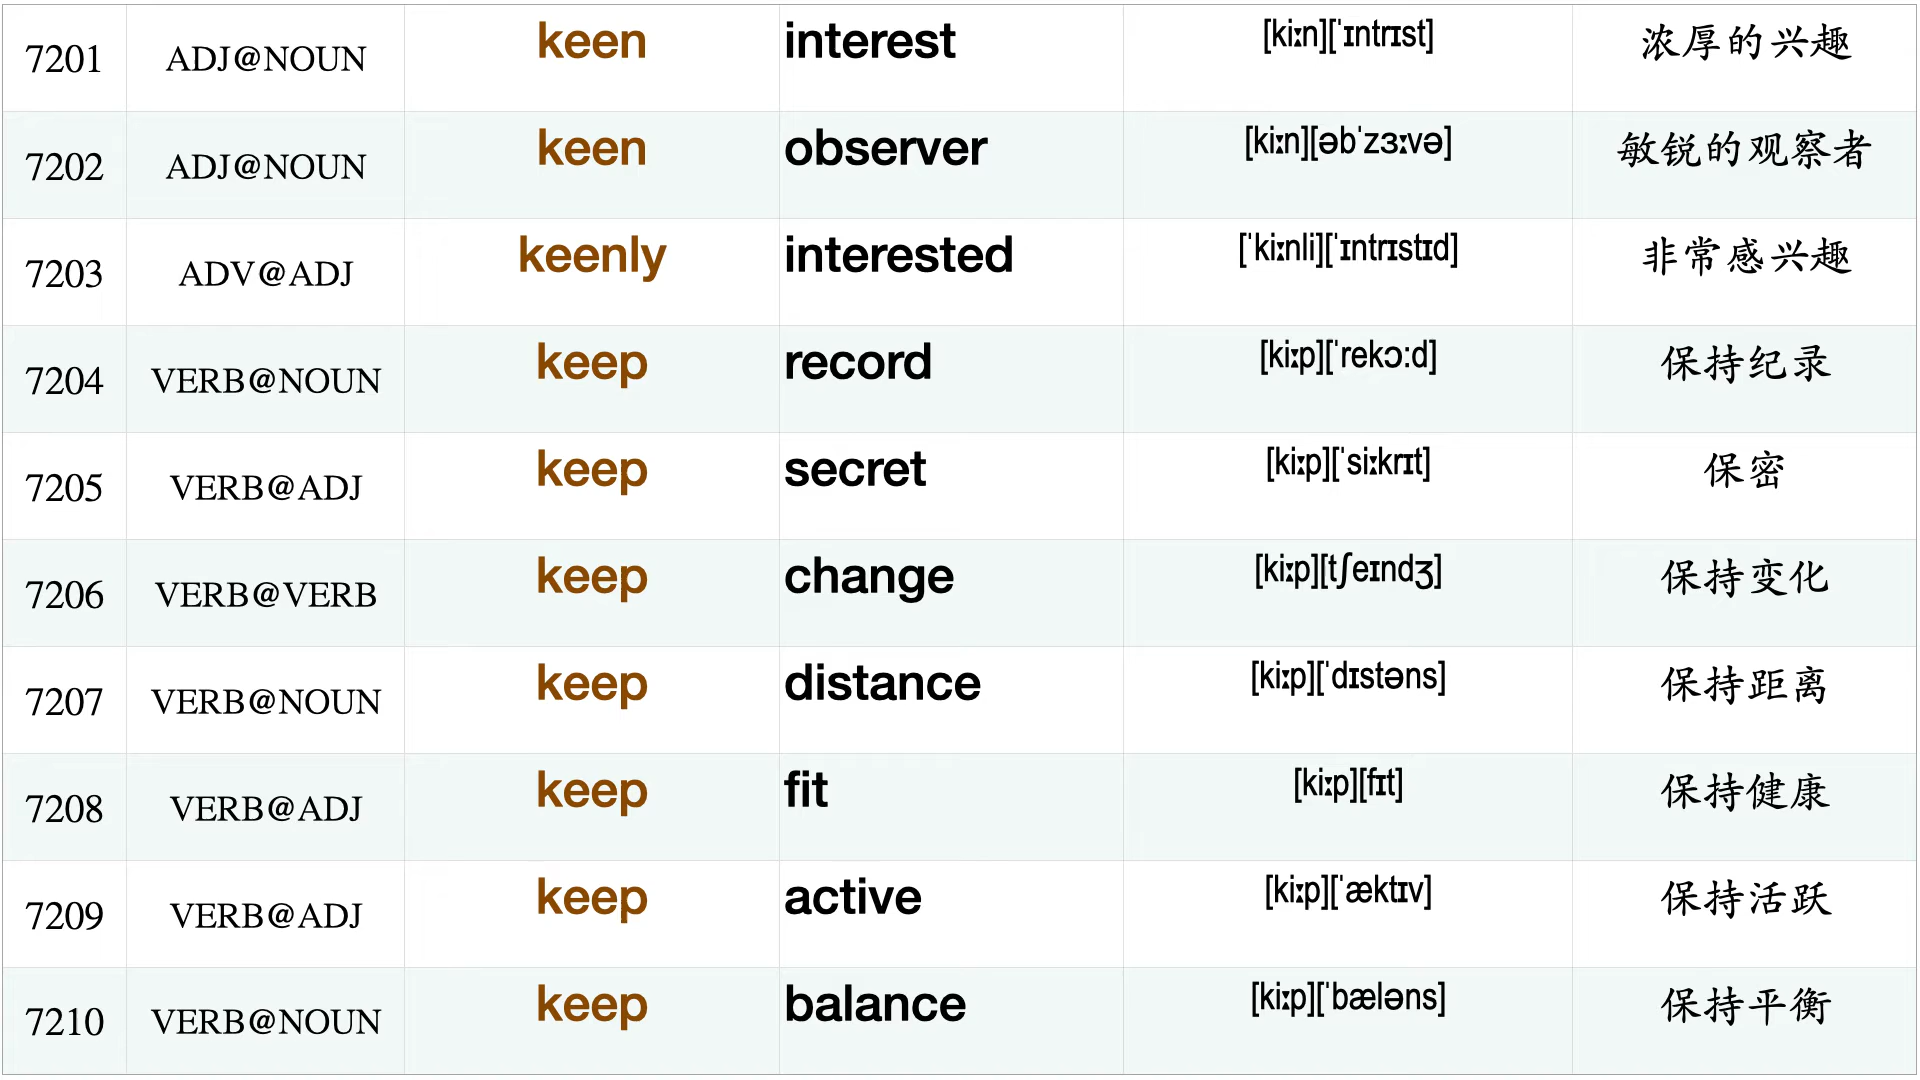 7201 ADJ@NOUN keen interest [kiːn][ˈɪntrɪst] 浓厚的兴趣
7202 ADJ@NOUN keen observer [kiːn][əbˈzɜːvə] 敏锐的观察者
7203 ADV@ADJ keenly interested [ˈkiːnli][ˈɪntrɪstɪd] 非常感兴趣
7204 VERB@NOUN keep record [kiːp][ˈrekɔ:d] 保持纪录
7205 VERB@ADJ keep secret [kiːp][ˈsiːkrɪt] 保密
7206 VERB@VERB keep change [kiːp][tʃeɪndʒ] 保持变化
7207 VERB@NOUN keep distance [kiːp][ˈdɪstəns] 保持距离
7208 VERB@ADJ keep fit [kiːp][fɪt] 保持健康
7209 VERB@ADJ keep active [kiːp][ˈæktɪv] 保持活跃
7210 VERB@NOUN keep balance [kiːp][ˈbæləns] 保持平衡